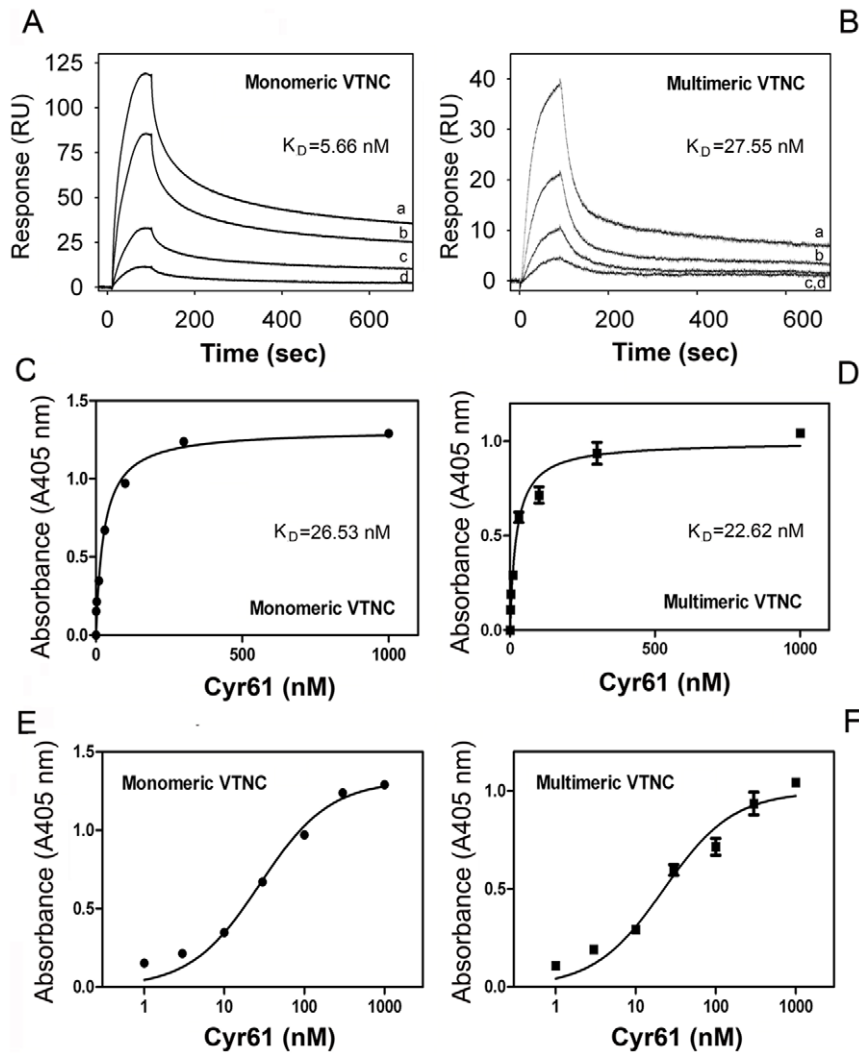 A
B
125
100
75
50
25
0
Response (RU)
Monomeric VTNC
K D =5.66 nM
a
b
c
d
0 200 400 600
Time (sec)
40
30
20
10
0
Response (RU)
Multimeric VTNC
K D =27.55 nM
a
b
c,d
0 200 400 600
Time (sec)
C
D
1.5
1.0
0.5
0.0
Absorbance (A405 nm)
K D =26.53 nM
Monomeric VTNC
0 500 1000
Cyr61 (nM)
1.0
0.5
0.0
Absorbance (A405 nm)
K D =22.62 nM
Multimeric VTNC
0 500 1000
Cyr61 (nM)
E
F
1.5
1.0
0.5
0.0
Absorbance (A405 nm)
Monomeric VTNC
1 10 100 1000
Cyr61 (nM)
1.0
0.5
0.0
Absorbance (A405 nm)
Multimeric VTNC
1 10 100 1000
Cyr61 (nM)